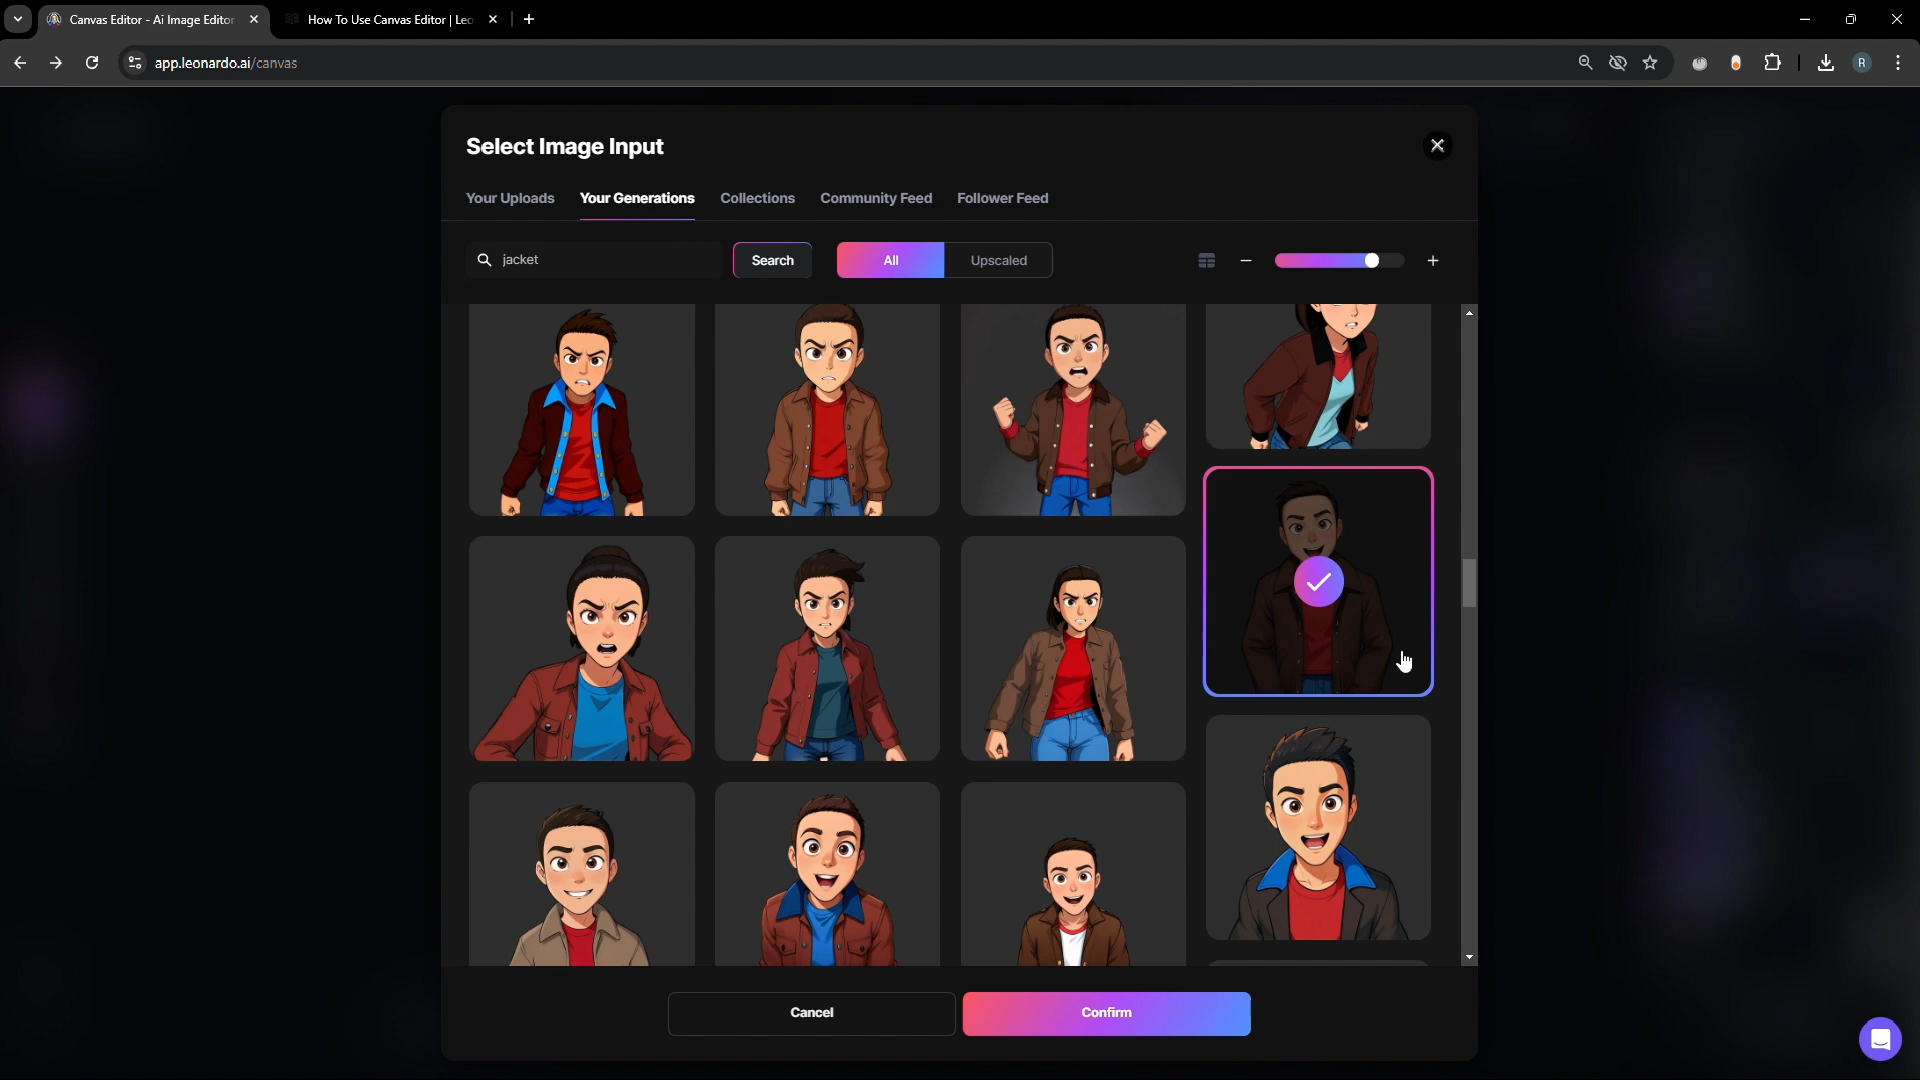 Canvas Editor - Ai Image Editor
How To Use Canvas Editor | Leo
app.leonardo.ai/canvas
R
Select Image Input
Your Uploads
Your Generations
Collections
Community Feed
Follower Feed
jacket
Search
All
Upscaled
Cancel
Confirm